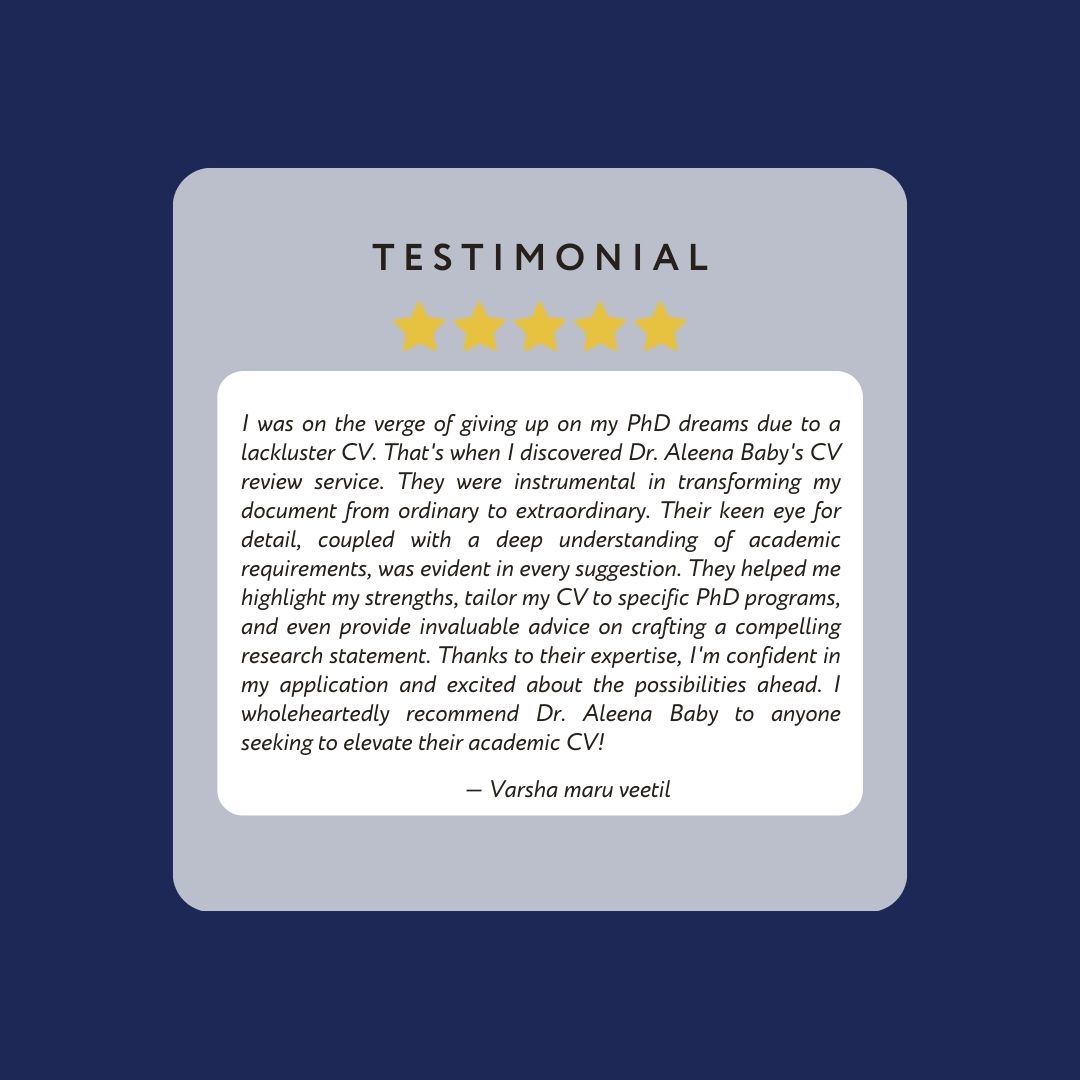 TESTIMONIAL
I was on the verge of giving up on my PhD dreams due to a
lackluster CV. That's when I discovered Dr. Aleena Baby's CV
review service. They were instrumental in transforming my
document from ordinary to extraordinary. Their keen eye for
detail, coupled with a deep understanding of academic
requirements, was evident in every suggestion. They helped me
highlight my strengths, tailor my CV to specific PhD programs,
and even provide invaluable advice on crafting a compelling
research statement. Thanks to their expertise, I'm confident in
my application and excited about the possibilities ahead. I
wholeheartedly recommend Dr. Aleena Baby to anyone
seeking to elevate their academic CV!
— Varsha maru veetil